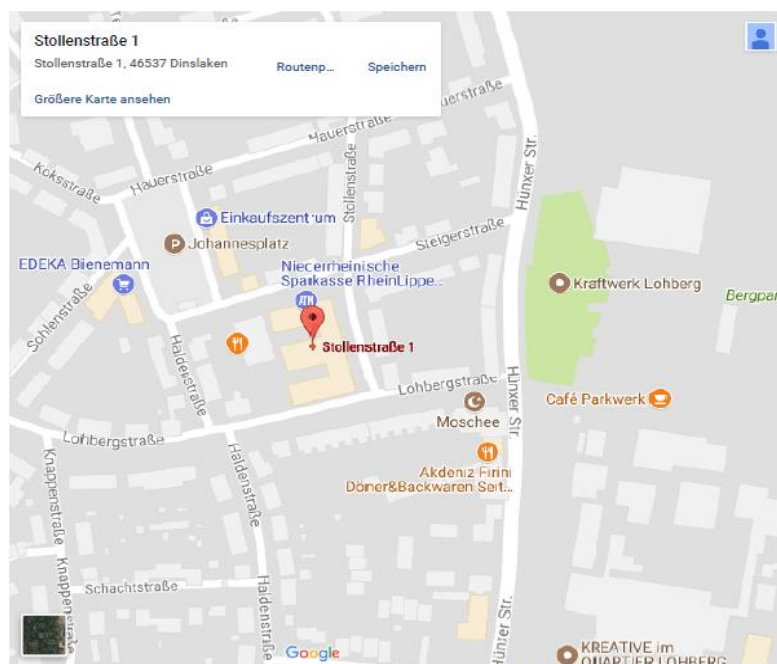 Stollenstraße 1
Stollenstraße 1, 46537 Dinslaken
Routenp...
Speichern
Größere Karte ansehen
Hauerstraße
Hauerstraße
Hünxer Str.
Koksstraße
Hauerstraße
Stollenstraße
Einkaufszentrum
Steigerstraße
P
Johannesplatz
EDEKA Bienemann
Niederrheinische
Sparkasse RheinLippe...
ATM
Kraftwerk Lohberg
Bergpar
Sohlenstraße
Stollenstraße 1
Haldenstraße
Lohbergstraße
Hünxer Str.
Café Parkwerk
Moschee
Lohbergstraße
Akdeniz Firini
Döner&Backwaren Seit...
Knappenstraße
Haldenstraße
Knappenstraße
Schachtstraße
Haldenstraße
Hünxer Str.
Google
KREATIVE im
QUARTIER LOHBERG